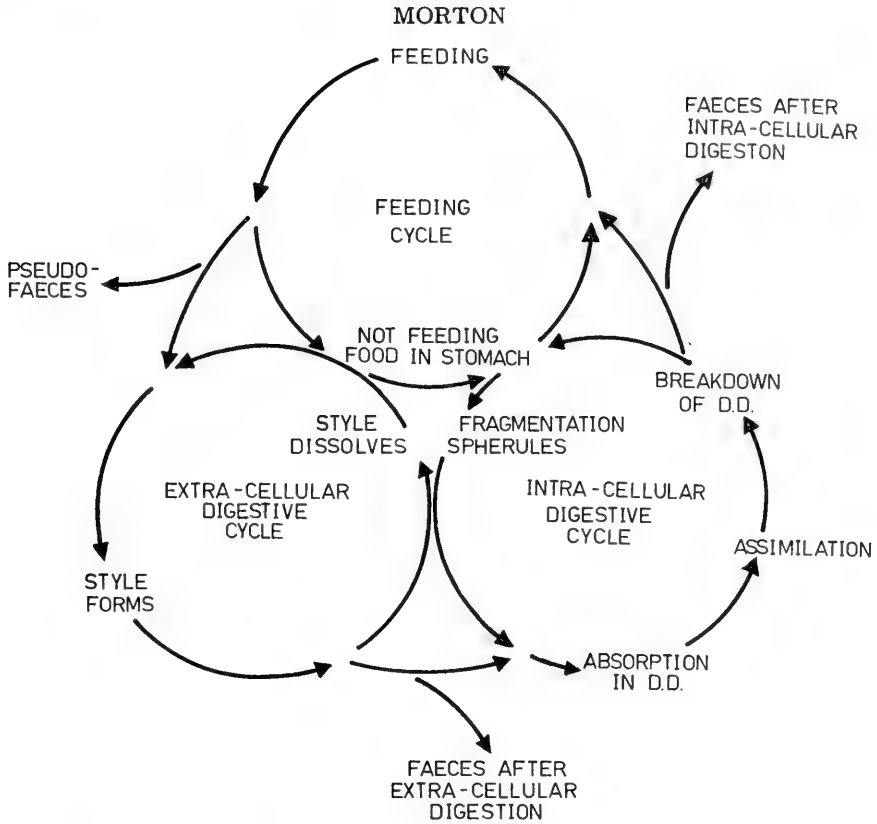 MORTON
FEEDING
FAECES AFTER
INTRA-CELLULAR
DIGESTON
FEEDING
CYCLE
PSEUDO-
FAECES
NOT FEEDING
FOOD IN STOMACH
BREAKDOWN
OF D.D.
STYLE
DISSOLVES
FRAGMENTATION
SPHERULES
EXTRA-CELLULAR
DIGESTIVE
CYCLE
INTRA-CELLULAR
DIGESTIVE
CYCLE
ASSIMILATION
STYLE
FORMS
ABSORPTION
IN D.D.
FAECES AFTER
EXTRA-CELLULAR
DIGESTION